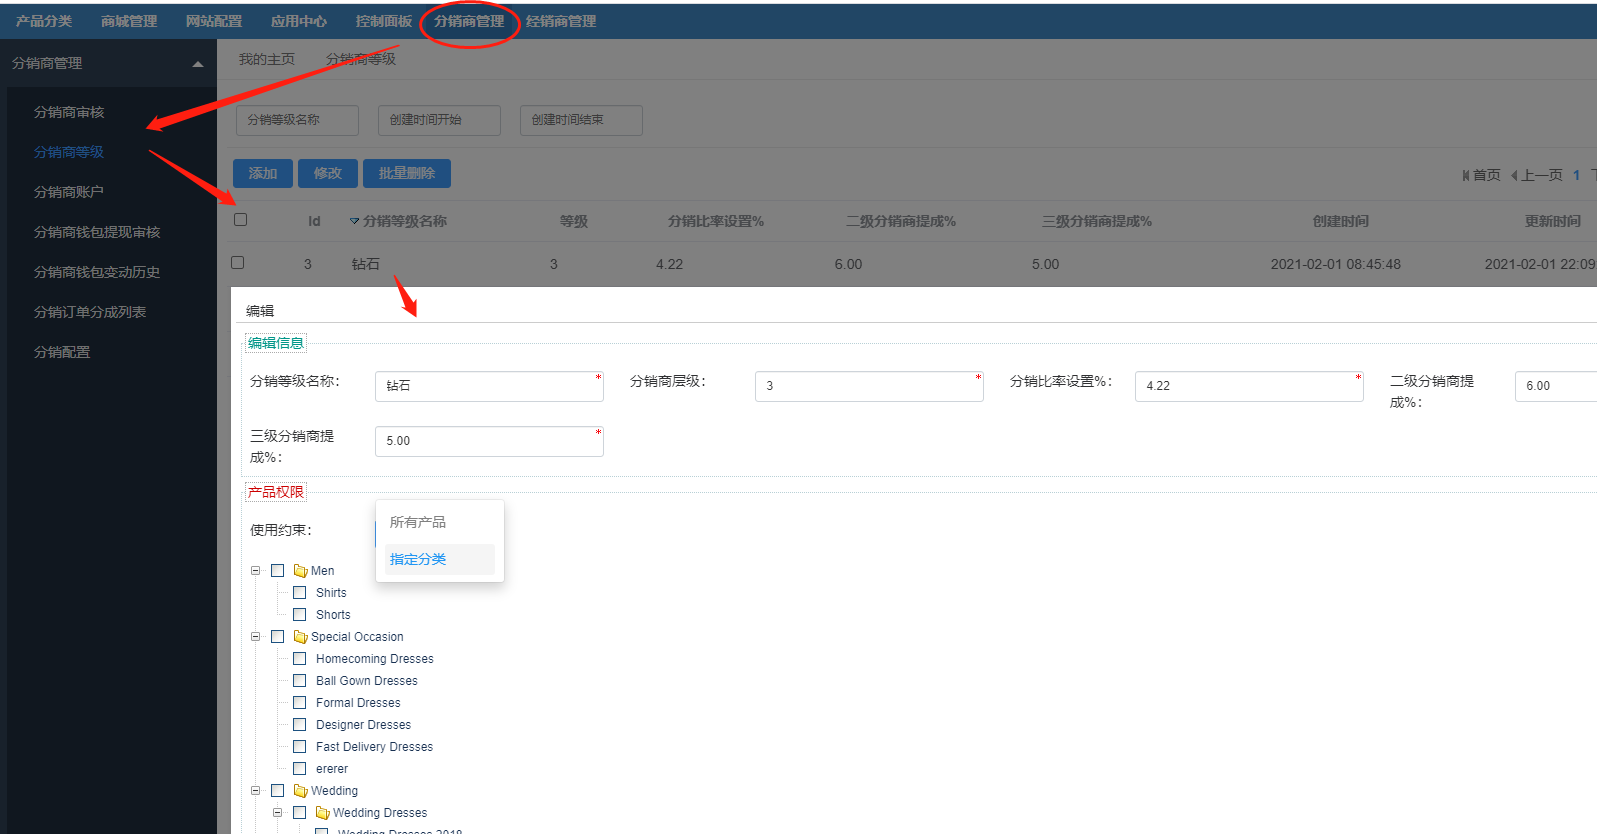 产品分类 商城管理 网站配置 应用中心 控制面板 分销商管理 经销商管理
分销商管理
我的主页 分销商等级
分销商审核
分销商等级
分销商账户
分销商钱包提现审核
分销商钱包变动历史
分销订单分成列表
分销配置
分销等级名称 创建时间开始 创建时间结束
添加 修改 批量删除
首页 上一页 1
Id 分销等级名称 等级 分销比率设置% 二级分销商提成% 三级分销商提成% 创建时间 更新时间
3 钻石 3 4.22 6.00 5.00 2021-02-01 08:45:48 2021-02-01 22:09
编辑
编辑信息
分销等级名称: 钻石 * 分销商层级: 3 * 分销比率设置%: 4.22 * 二级分销商提
成%: 6.00
三级分销商提
成%: 5.00 *
产品权限
使用约束:
所有产品
指定分类
Men
Shirts
Shorts
Special Occasion
Homecoming Dresses
Ball Gown Dresses
Formal Dresses
Designer Dresses
Fast Delivery Dresses
ererer
Wedding
Wedding Dresses
Wedding Dresses 2018